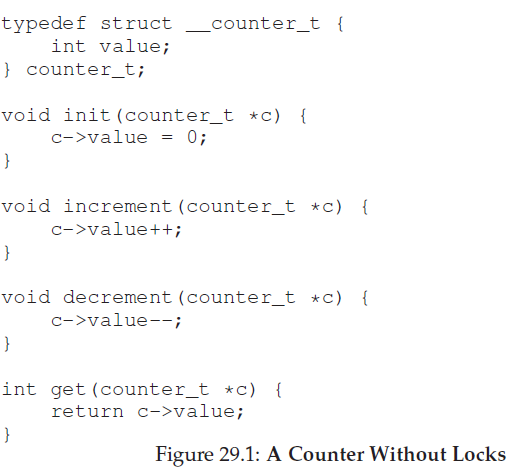 typedef struct __counter_t {
    int value;
} counter_t;

void init(counter_t *c) {
    c->value = 0;
}

void increment(counter_t *c) {
    c->value++;
}

void decrement(counter_t *c) {
    c->value--;
}

int get(counter_t *c) {
    return c->value;
}
Figure 29.1: A Counter Without Locks